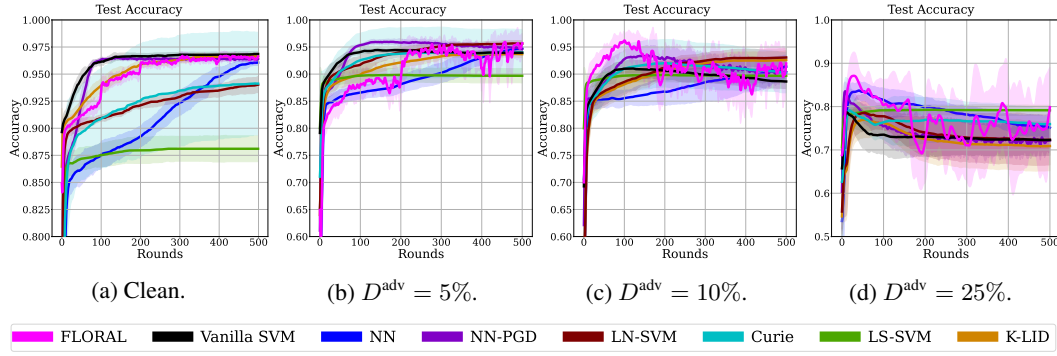 Test Accuracy
1.000
0.975
0.950
0.925
0.900
0.875
0.850
0.825
0.800
Accuracy
0 100 200 300 400 500
Rounds
(a) Clean.
Test Accuracy
1.00
0.95
0.90
0.85
0.80
0.75
0.70
0.65
0.60
Accuracy
0 100 200 300 400 500
Rounds
(b) D^adv = 5%.
Test Accuracy
1.00
0.95
0.90
0.85
0.80
0.75
0.70
0.65
0.60
Accuracy
0 100 200 300 400 500
Rounds
(c) D^adv = 10%.
Test Accuracy
1.0
0.9
0.8
0.7
0.6
0.5
Accuracy
0 100 200 300 400 500
Rounds
(d) D^adv = 25%.
FLORAL Vanilla SVM NN NN-PGD LN-SVM Curie LS-SVM K-LID